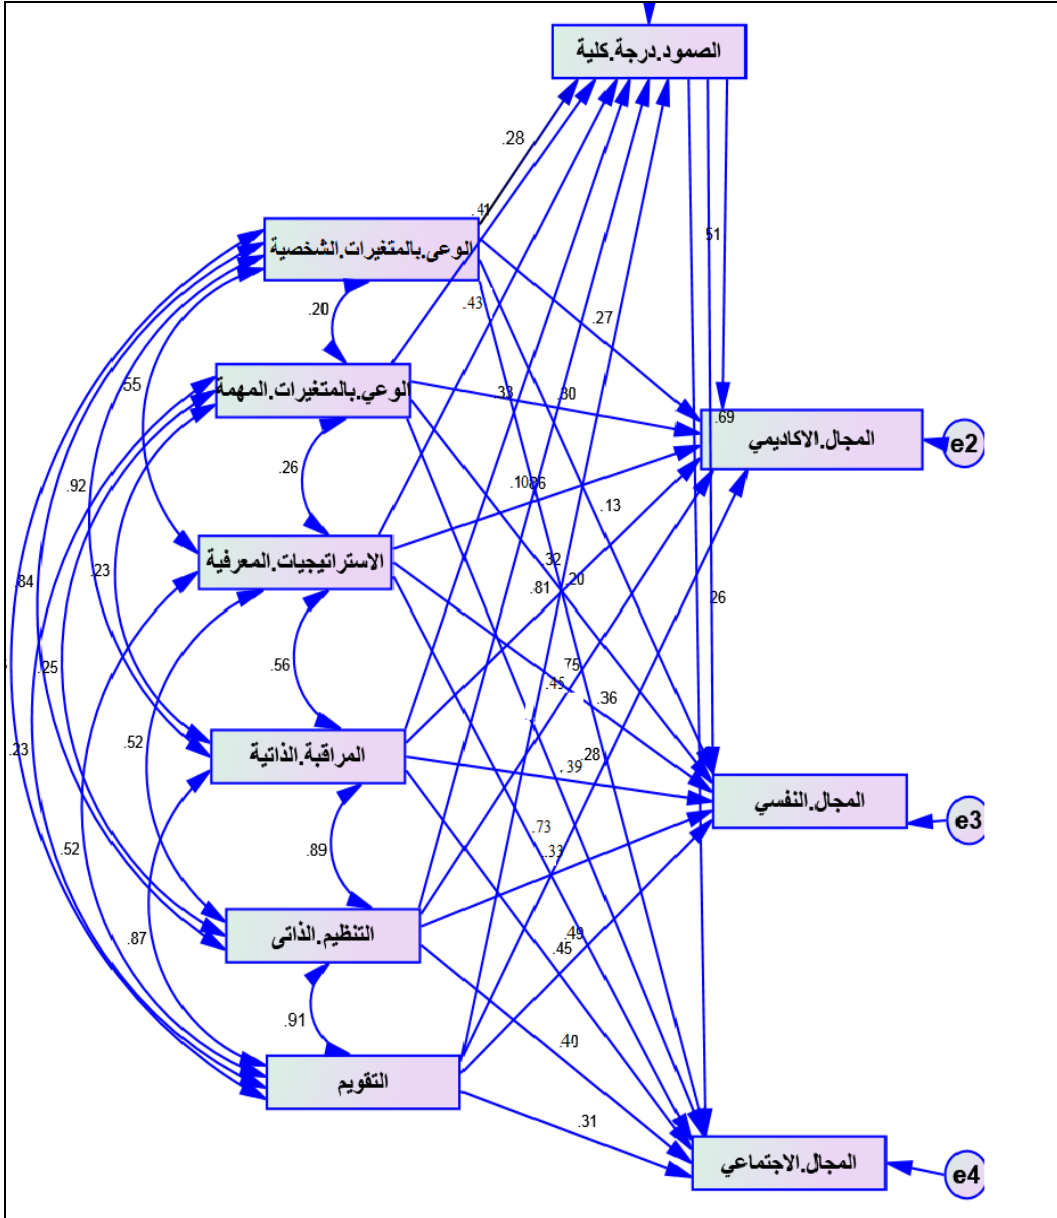 الصمود.درجة.كلية
.28
.41
الوعى.بالمتغيرات.الشخصية
.43
.20
.27
.55
الوعي.بالمتغيرات.المهمة
.33
.30
.69
المجال.الاكاديمي
e2
.26
.92
.10
.13
الاستراتيجيات.المعرفية
.32
.23
.20
.84
.81
.26
.56
.75
.25
.45
.36
.52
.23
المراقبة.الذاتية
.28
.39
المجال.النفسي
e3
.73
.52
.89
.33
التنظيم.الذاتى
.87
.49
.45
.91
.40
التقويم
.31
المجال.الاجتماعي
e4